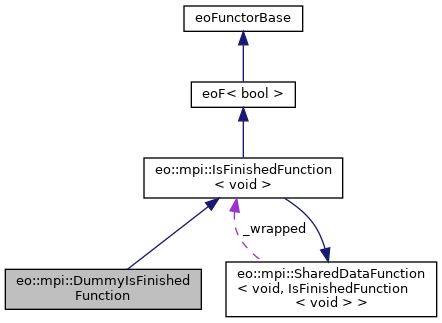 eoFunctorBase
eoF< bool >
eo::mpi::IsFinishedFunction
< void >
_wrapped
eo::mpi::DummyIsFinished
Function
eo::mpi::SharedDataFunction
< void, IsFinishedFunction
< void > >